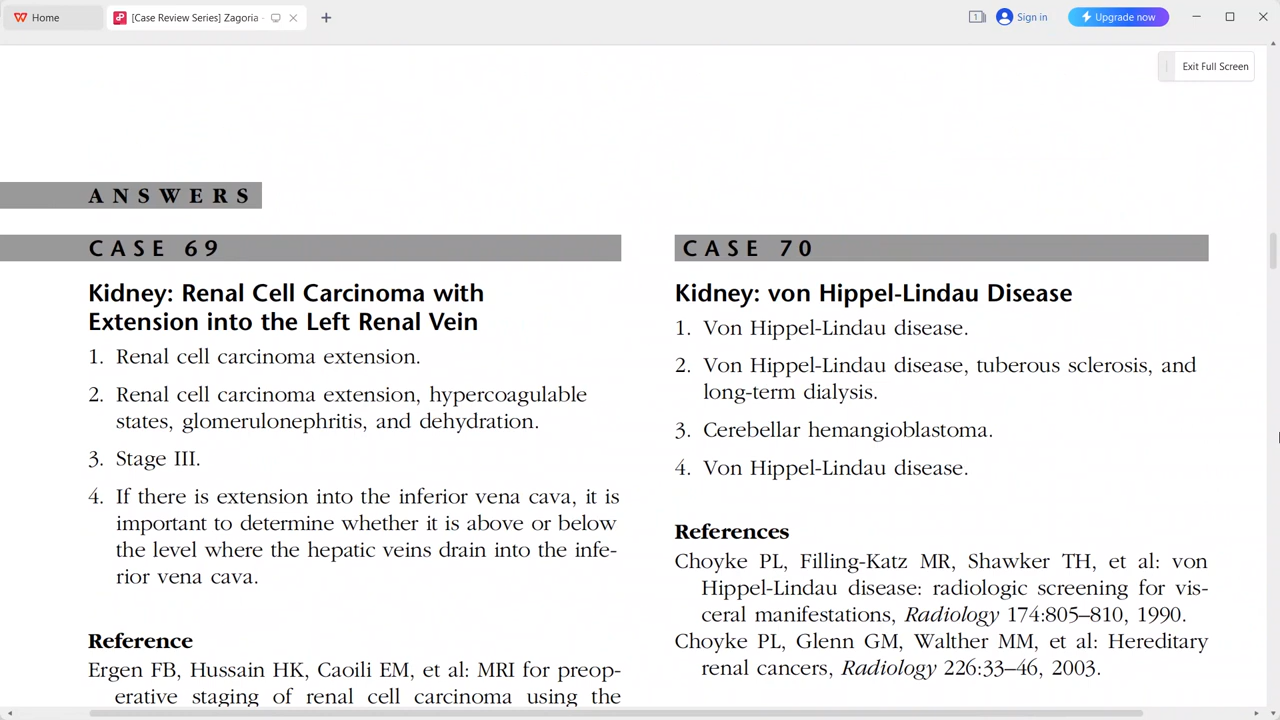 Home
[Case Review Series] Zagoria
1
Sign in
Upgrade now
Exit Full Screen
ANSWERS
CASE 69
Kidney: Renal Cell Carcinoma with
Extension into the Left Renal Vein
1. Renal cell carcinoma extension.
2. Renal cell carcinoma extension, hypercoagulable
states, glomerulonephritis, and dehydration.
3. Stage III.
4. If there is extension into the inferior vena cava, it is
important to determine whether it is above or below
the level where the hepatic veins drain into the infe-
rior vena cava.
Reference
Ergen FB, Hussain HK, Caoili EM, et al: MRI for preop-
erative staging of renal cell carcinoma using the
CASE 70
Kidney: von Hippel-Lindau Disease
1. Von Hippel-Lindau disease.
2. Von Hippel-Lindau disease, tuberous sclerosis, and
long-term dialysis.
3. Cerebellar hemangioblastoma.
4. Von Hippel-Lindau disease.
References
Choyke PL, Filling-Katz MR, Shawker TH, et al: von
Hippel-Lindau disease: radiologic screening for vis-
ceral manifestations, Radiology 174:805–810, 1990.
Choyke PL, Glenn GM, Walther MM, et al: Hereditary
renal cancers, Radiology 226:33–46, 2003.